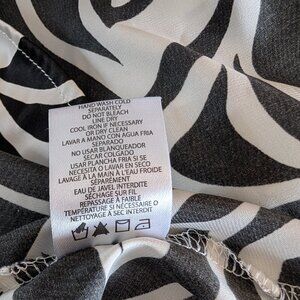 HAND WASH COLD
SEPARATELY
DO NOT BLEACH
LINE DRY
COOL IRON IF NECESSARY
OR DRY CLEAN
LAVAR A MANO CON AGUA FRIA
SEPARADO
NO USAR BLANQUEADOR
SECAR COLGADO
USAR PLANCHA FRIA SI ES
NECESITA O LAVAR EN SECO
LAVAGE À LA MAIN À L'EAU FROIDE
SÉPARÉMENT
EAU DE JAVEL INTERDITE
SÉCHAGE SUR FIL
REPASSAGE À FAIBLE
TEMPÉRATURE SI NÉCESSAIRE O
NETTOYAGE À SEC INTERDIT